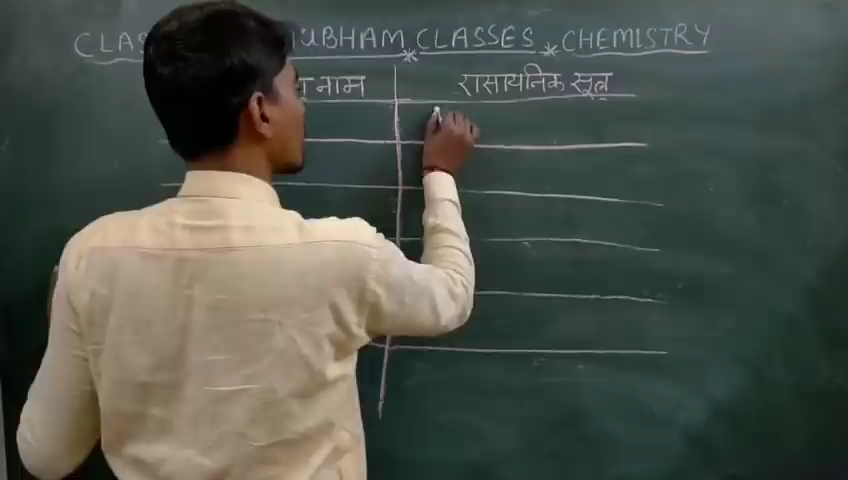 CLAS UBHAM * CLASSES * CHEMISTRY
नाम रासायनिक सूत्र